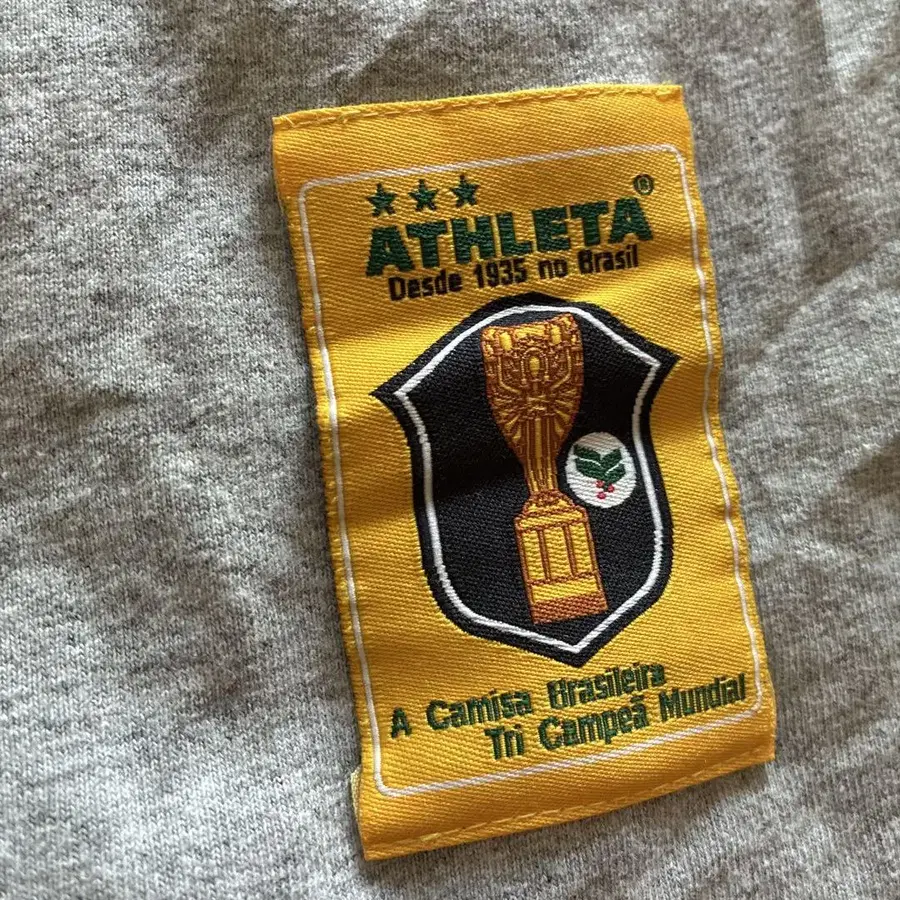 ATHLETA®
Desde 1935 no Brasil
A Camisa Brasileira
Tri Campeã Mundial